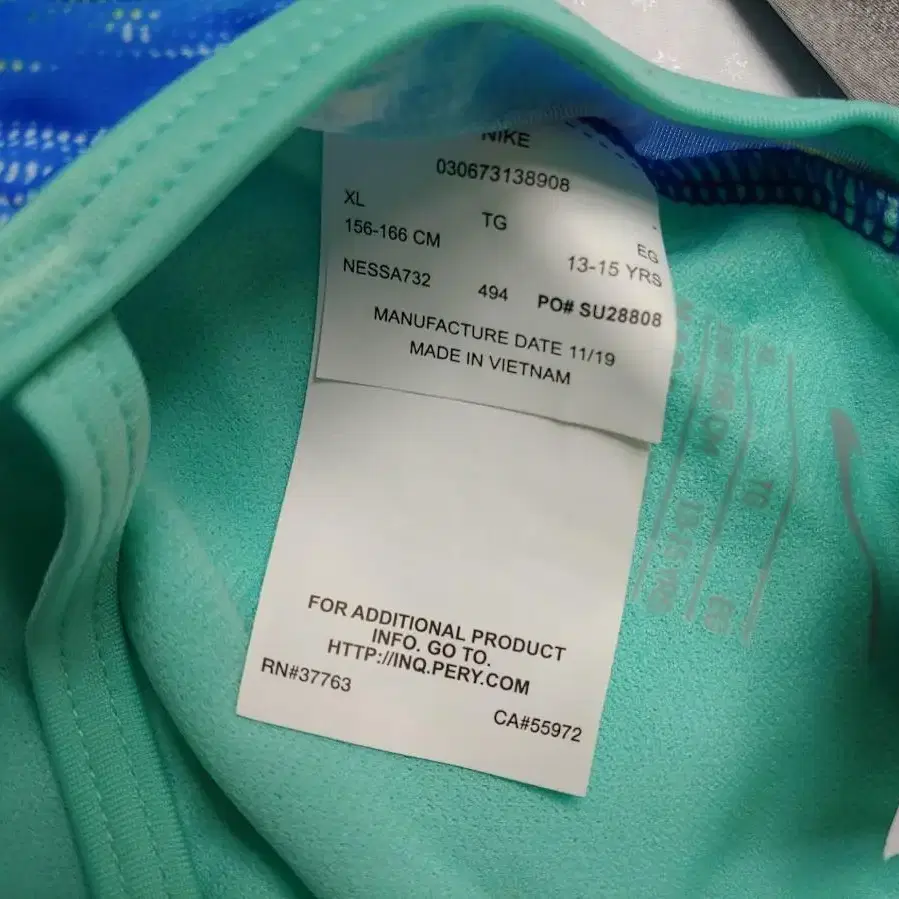 NIKE
030673138908
XL TG EG
156-166 CM 13-15 YRS
NESSA732 494 PO# SU28808
MANUFACTURE DATE 11/19
MADE IN VIETNAM
FOR ADDITIONAL PRODUCT
INFO. GO TO.
HTTP://INQ.PERY.COM
RN#37763 CA#55972
TG